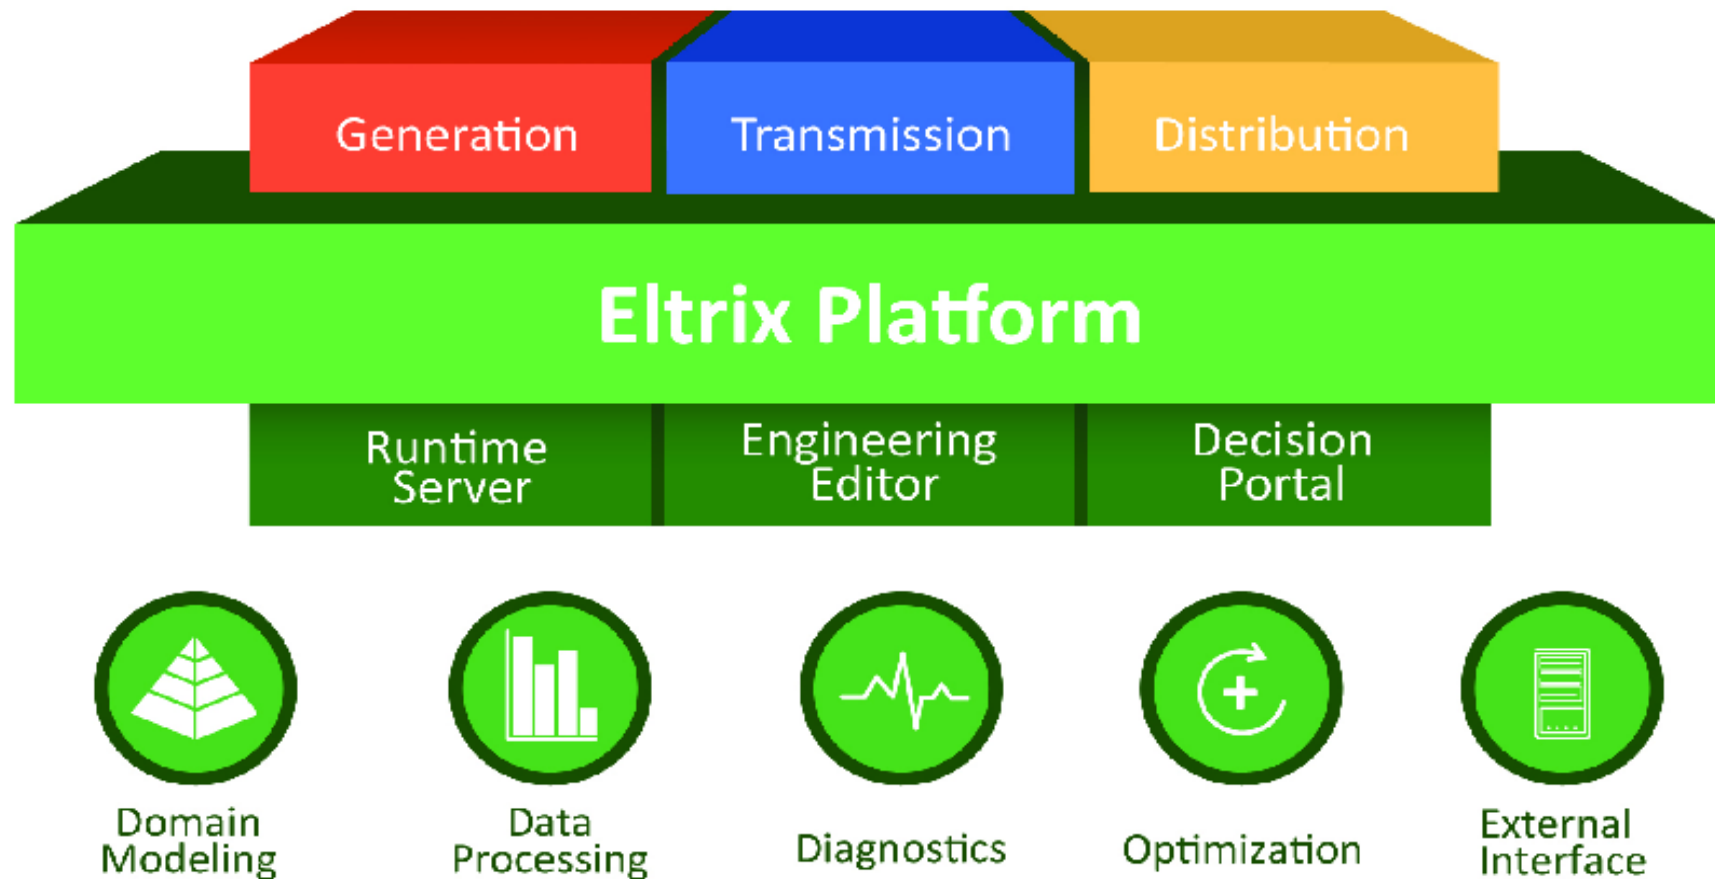 Generation
Transmission
Distribution
Eltrix Platform
Runtime
Server
Engineering
Editor
Decision
Portal
Domain
Modeling
Data
Processing
Diagnostics
Optimization
External
Interface